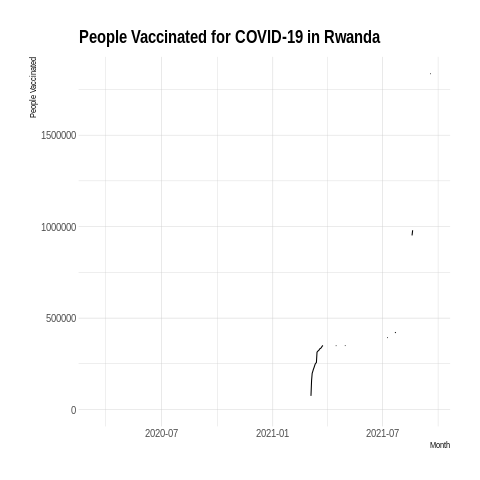 People Vaccinated for COVID-19 in Rwanda
People Vaccinated
1500000
1000000
500000
0
2020-07
2021-01
2021-07
Month